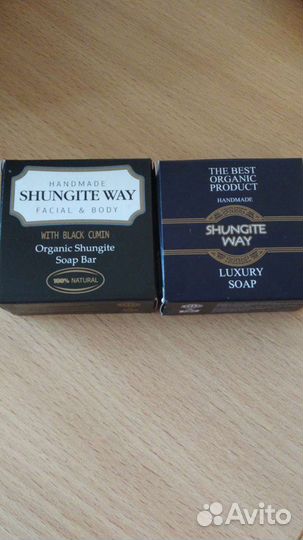 HANDMADE
SHUNGITE WAY
FACIAL & BODY
WITH BLACK CUMIN
Organic Shungite
Soap Bar
100% NATURAL
THE BEST
ORGANIC
PRODUCT
HANDMADE
SHUNGITE
WAY
LUXURY
SOAP
Avito